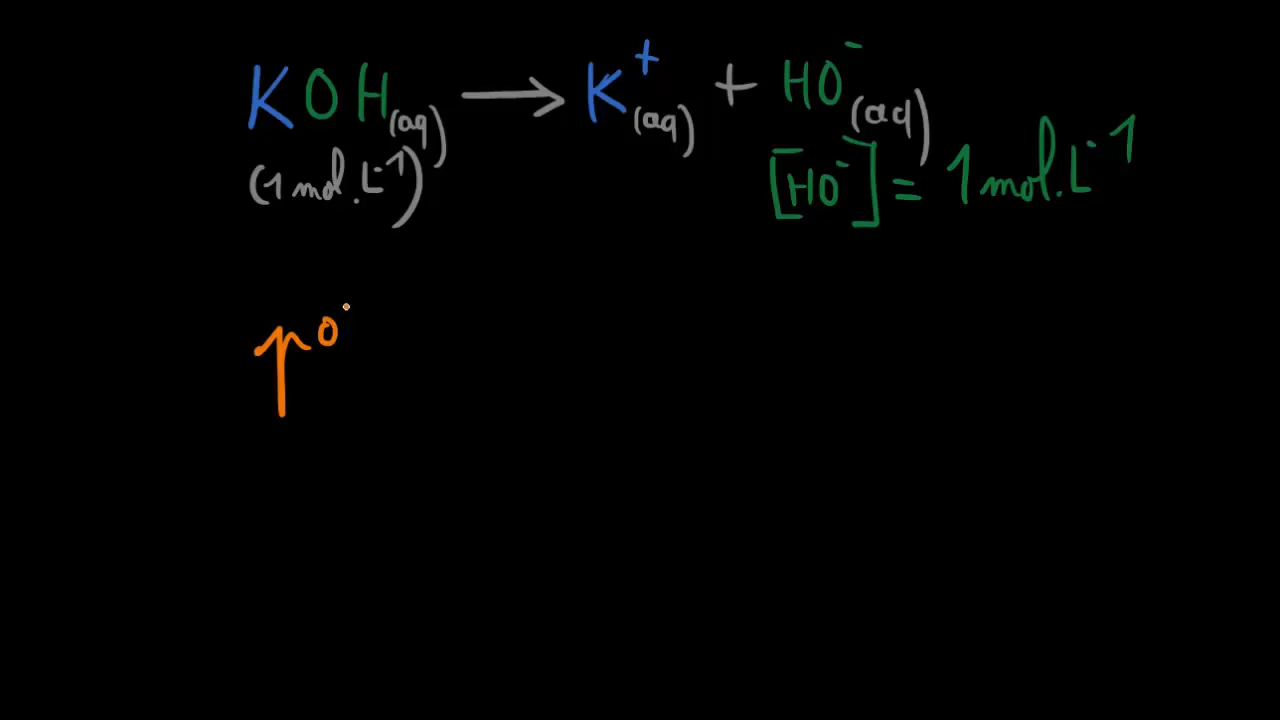 KOH(aq) → K⁺(aq) + HO⁻(aq)
(1 mol.L⁻¹) [HO⁻] = 1 mol.L⁻¹
po